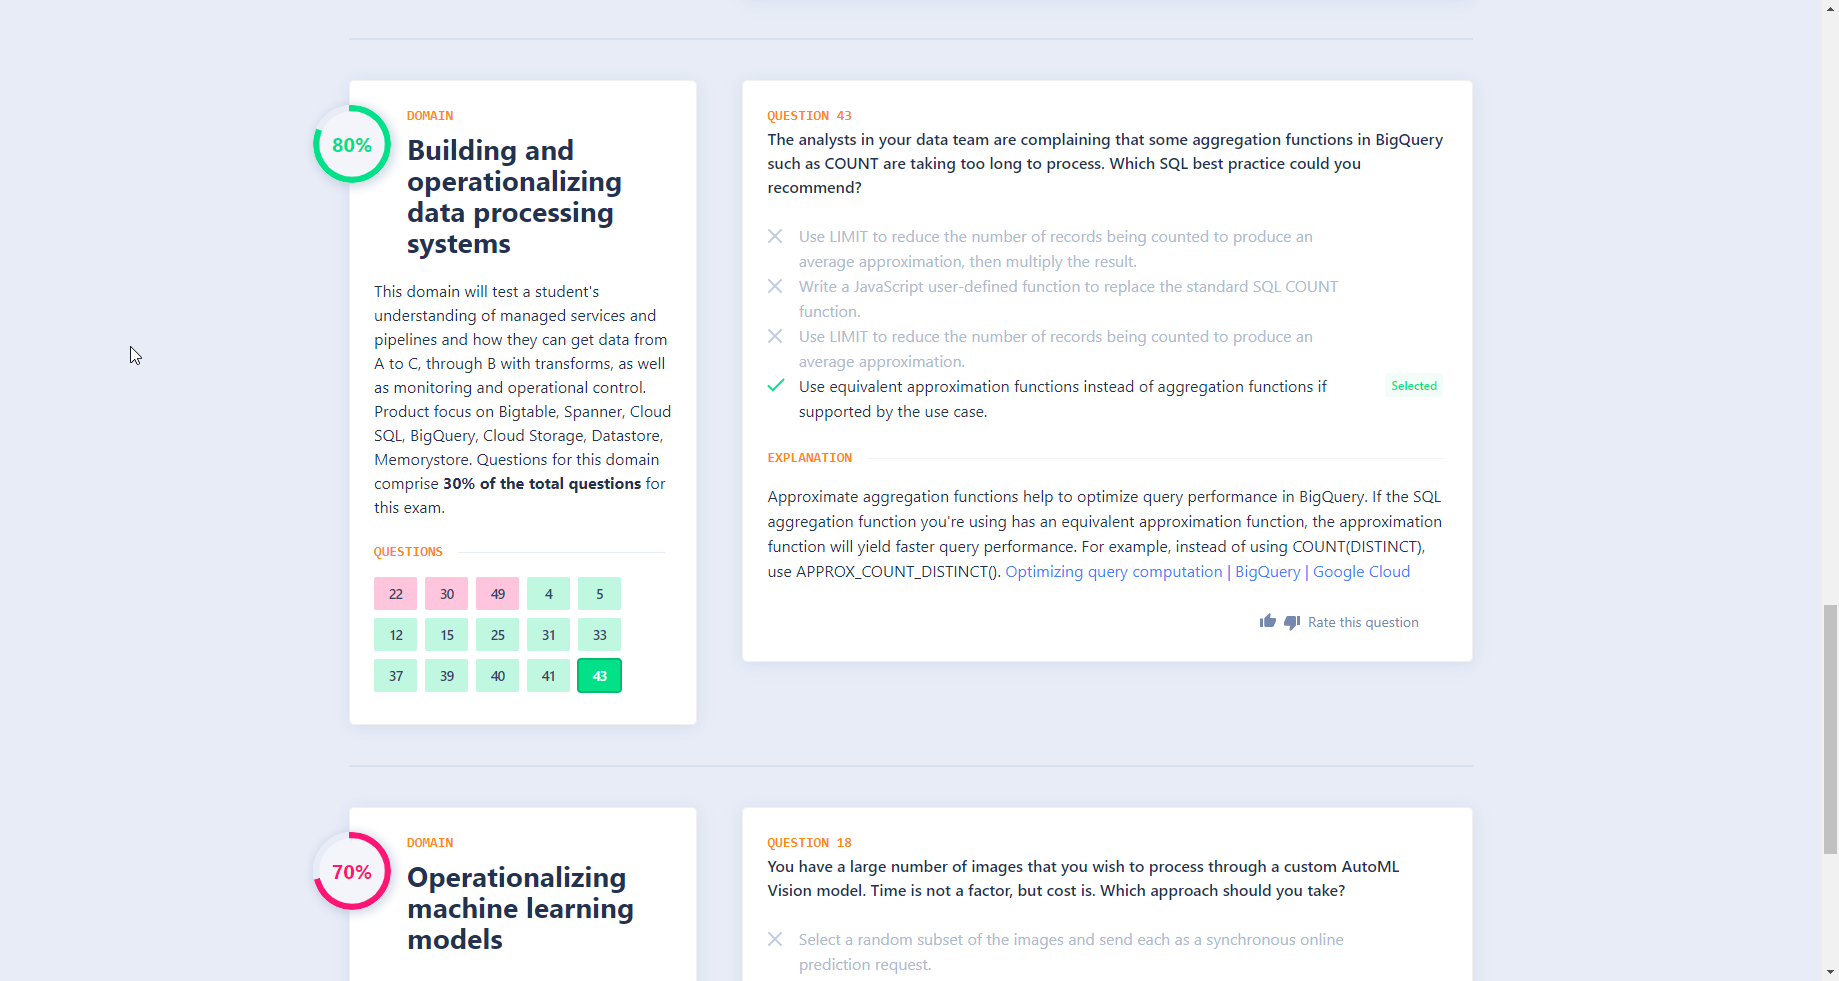 80%
DOMAIN
Building and
operationalizing
data processing
systems
This domain will test a student's
understanding of managed services and
pipelines and how they can get data from
A to C, through B with transforms, as well
as monitoring and operational control.
Product focus on Bigtable, Spanner, Cloud
SQL, BigQuery, Cloud Storage, Datastore,
Memorystore. Questions for this domain
comprise 30% of the total questions for
this exam.
QUESTIONS
22 30 49 4 5
12 15 25 31 33
37 39 40 41 43
QUESTION 43
The analysts in your data team are complaining that some aggregation functions in BigQuery
such as COUNT are taking too long to process. Which SQL best practice could you
recommend?
Use LIMIT to reduce the number of records being counted to produce an
average approximation, then multiply the result.
Write a JavaScript user-defined function to replace the standard SQL COUNT
function.
Use LIMIT to reduce the number of records being counted to produce an
average approximation.
Use equivalent approximation functions instead of aggregation functions if
supported by the use case.
Selected
EXPLANATION
Approximate aggregation functions help to optimize query performance in BigQuery. If the SQL
aggregation function you're using has an equivalent approximation function, the approximation
function will yield faster query performance. For example, instead of using COUNT(DISTINCT),
use APPROX_COUNT_DISTINCT(). Optimizing query computation | BigQuery | Google Cloud
Rate this question
70%
DOMAIN
Operationalizing
machine learning
models
QUESTION 18
You have a large number of images that you wish to process through a custom AutoML
Vision model. Time is not a factor, but cost is. Which approach should you take?
Select a random subset of the images and send each as a synchronous online
prediction request.